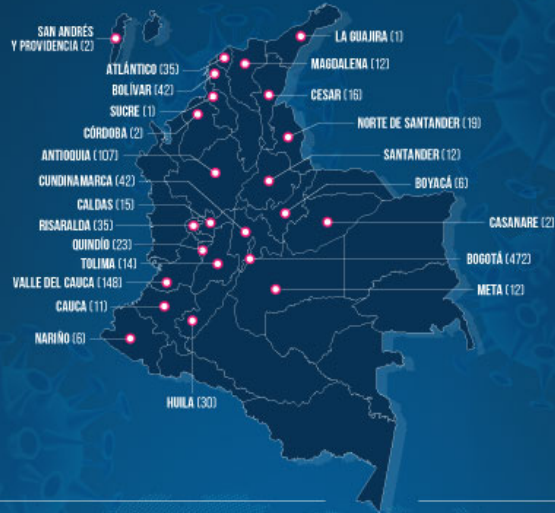 SAN ANDRÉS
Y PROVIDENCIA (2)
ATLÁNTICO (35)
BOLÍVAR (42)
SUCRE (1)
CÓRDOBA (2)
ANTIOQUIA (107)
CUNDINAMARCA (42)
CALDAS (15)
RISARALDA (35)
QUINDÍO (23)
TOLIMA (14)
VALLE DEL CAUCA (148)
CAUCA (11)
NARIÑO (6)
HUILA (30)
LA GUAJIRA (1)
MAGDALENA (12)
CESAR (16)
NORTE DE SANTANDER (19)
SANTANDER (12)
BOYACÁ (6)
CASANARE (2)
BOGOTÁ (472)
META (12)